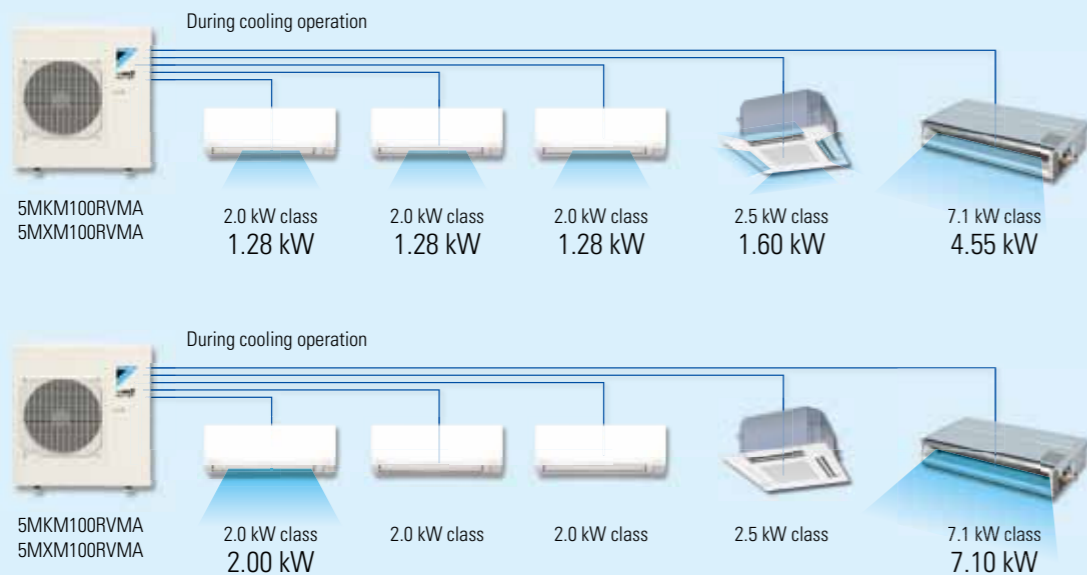 During cooling operation
5MKM100RVMA
5MXM100RVMA
2.0 kW class
1.28 kW
2.0 kW class
1.28 kW
2.0 kW class
1.28 kW
2.5 kW class
1.60 kW
7.1 kW class
4.55 kW
During cooling operation
5MKM100RVMA
5MXM100RVMA
2.0 kW class
2.00 kW
2.0 kW class
2.0 kW class
2.5 kW class
7.1 kW class
7.10 kW